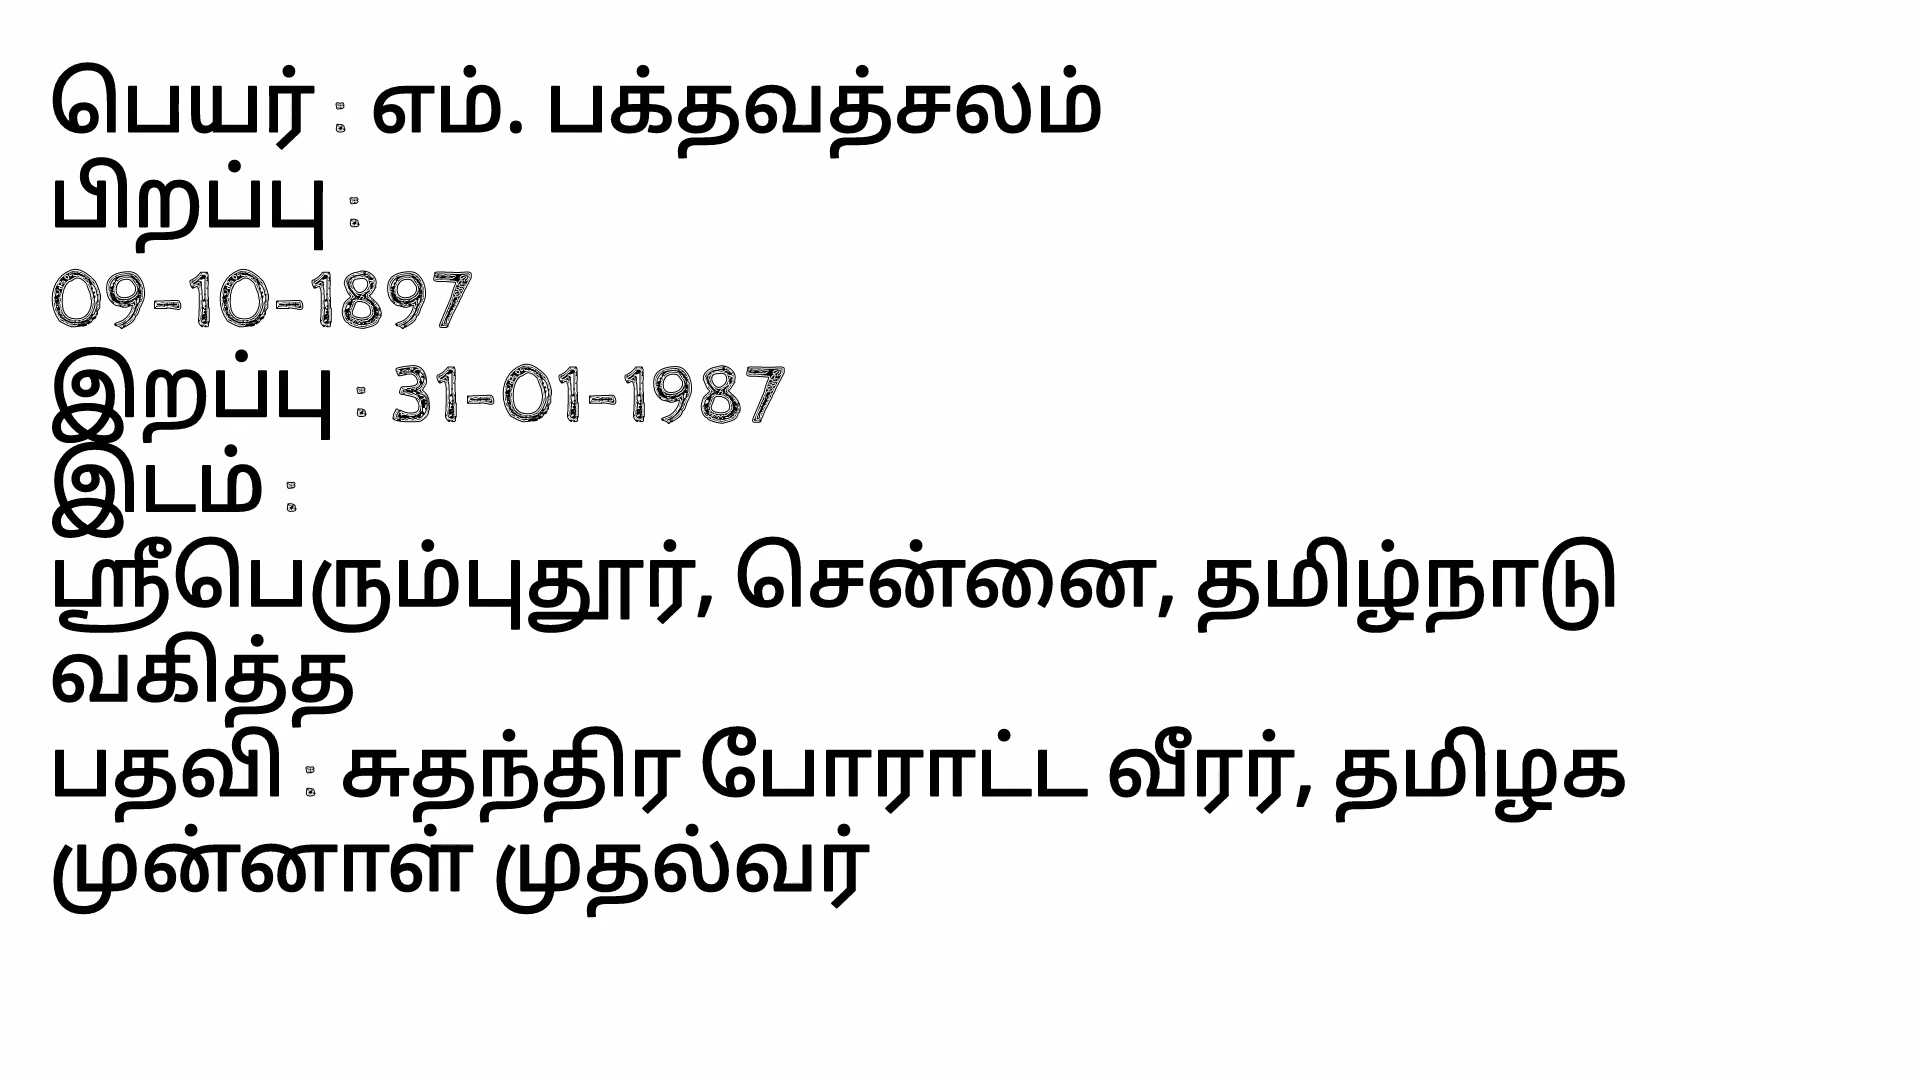 பெயர் : எம். பக்தவத்சலம்
பிறப்பு :
09-10-1897
இறப்பு : 31-01-1987
இடம் :
ஸ்ரீபெரும்புதூர், சென்னை, தமிழ்நாடு
வகித்த
பதவி : சுதந்திர போராட்ட வீரர், தமிழக
முன்னாள் முதல்வர்